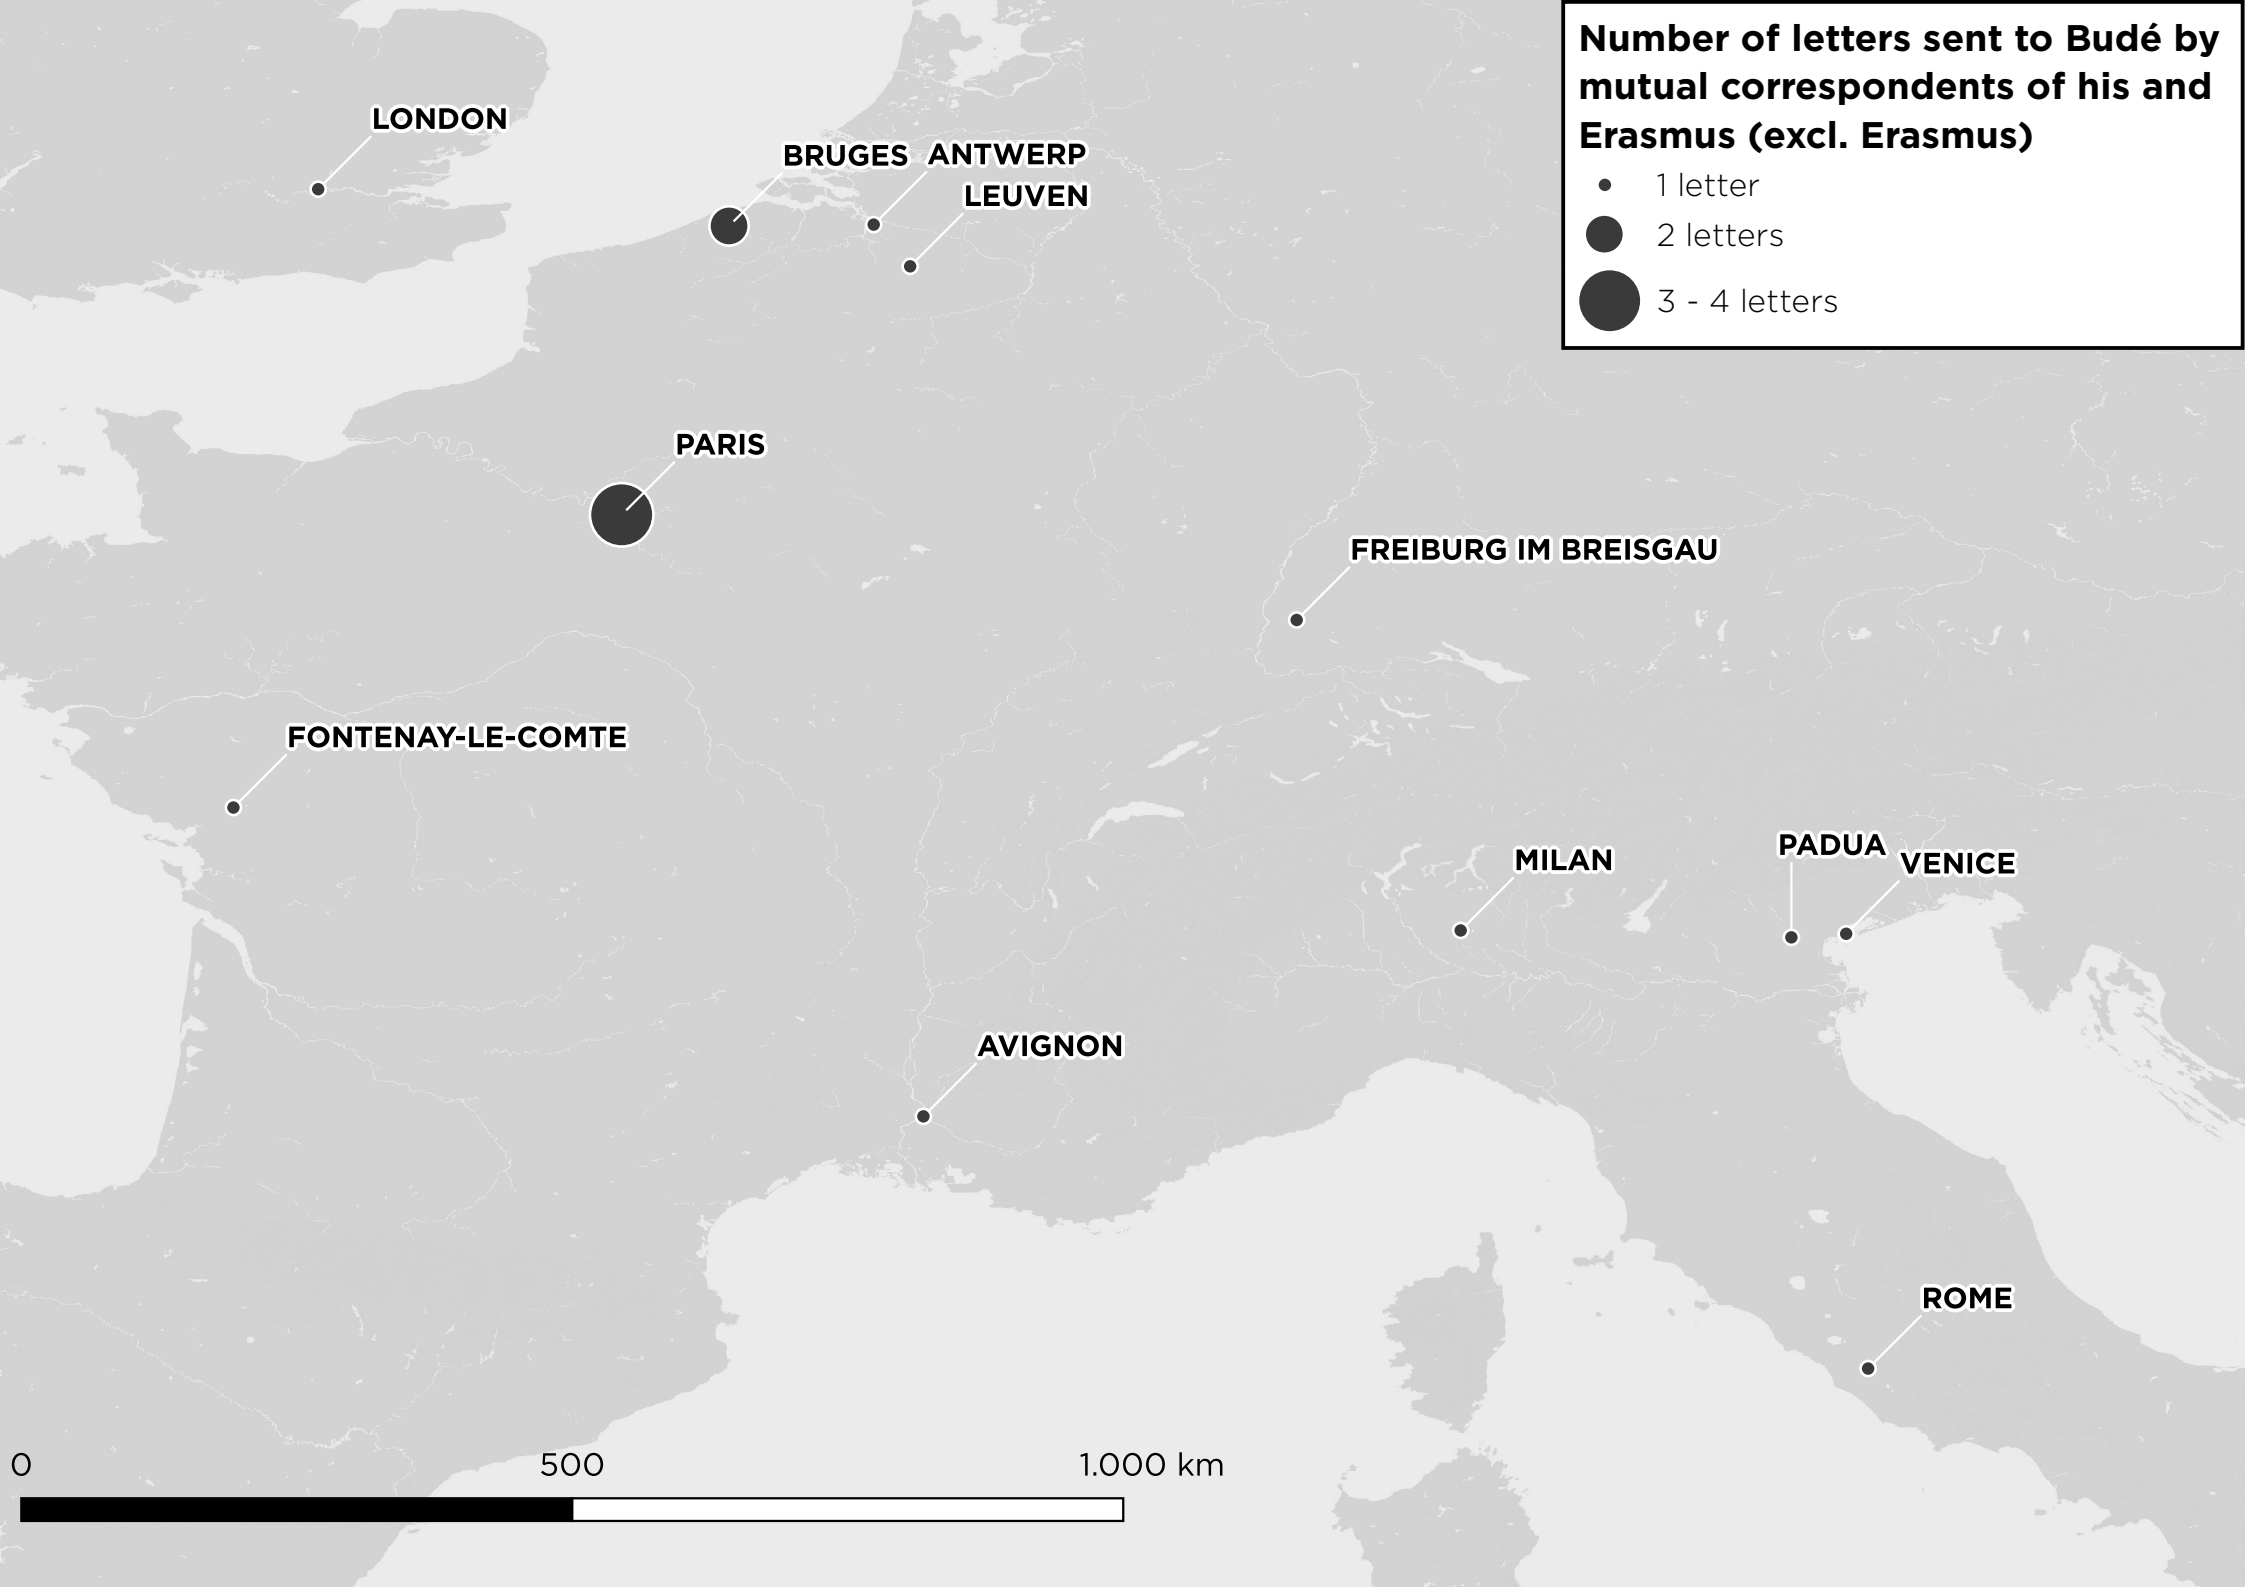 Number of letters sent to Budé by
mutual correspondents of his and
Erasmus (excl. Erasmus)
1 letter
2 letters
3 - 4 letters
LONDON
BRUGES
ANTWERP
LEUVEN
PARIS
FREIBURG IM BREISGAU
FONTENAY-LE-COMTE
MILAN
PADUA
VENICE
AVIGNON
ROME
0 500 1.000 km